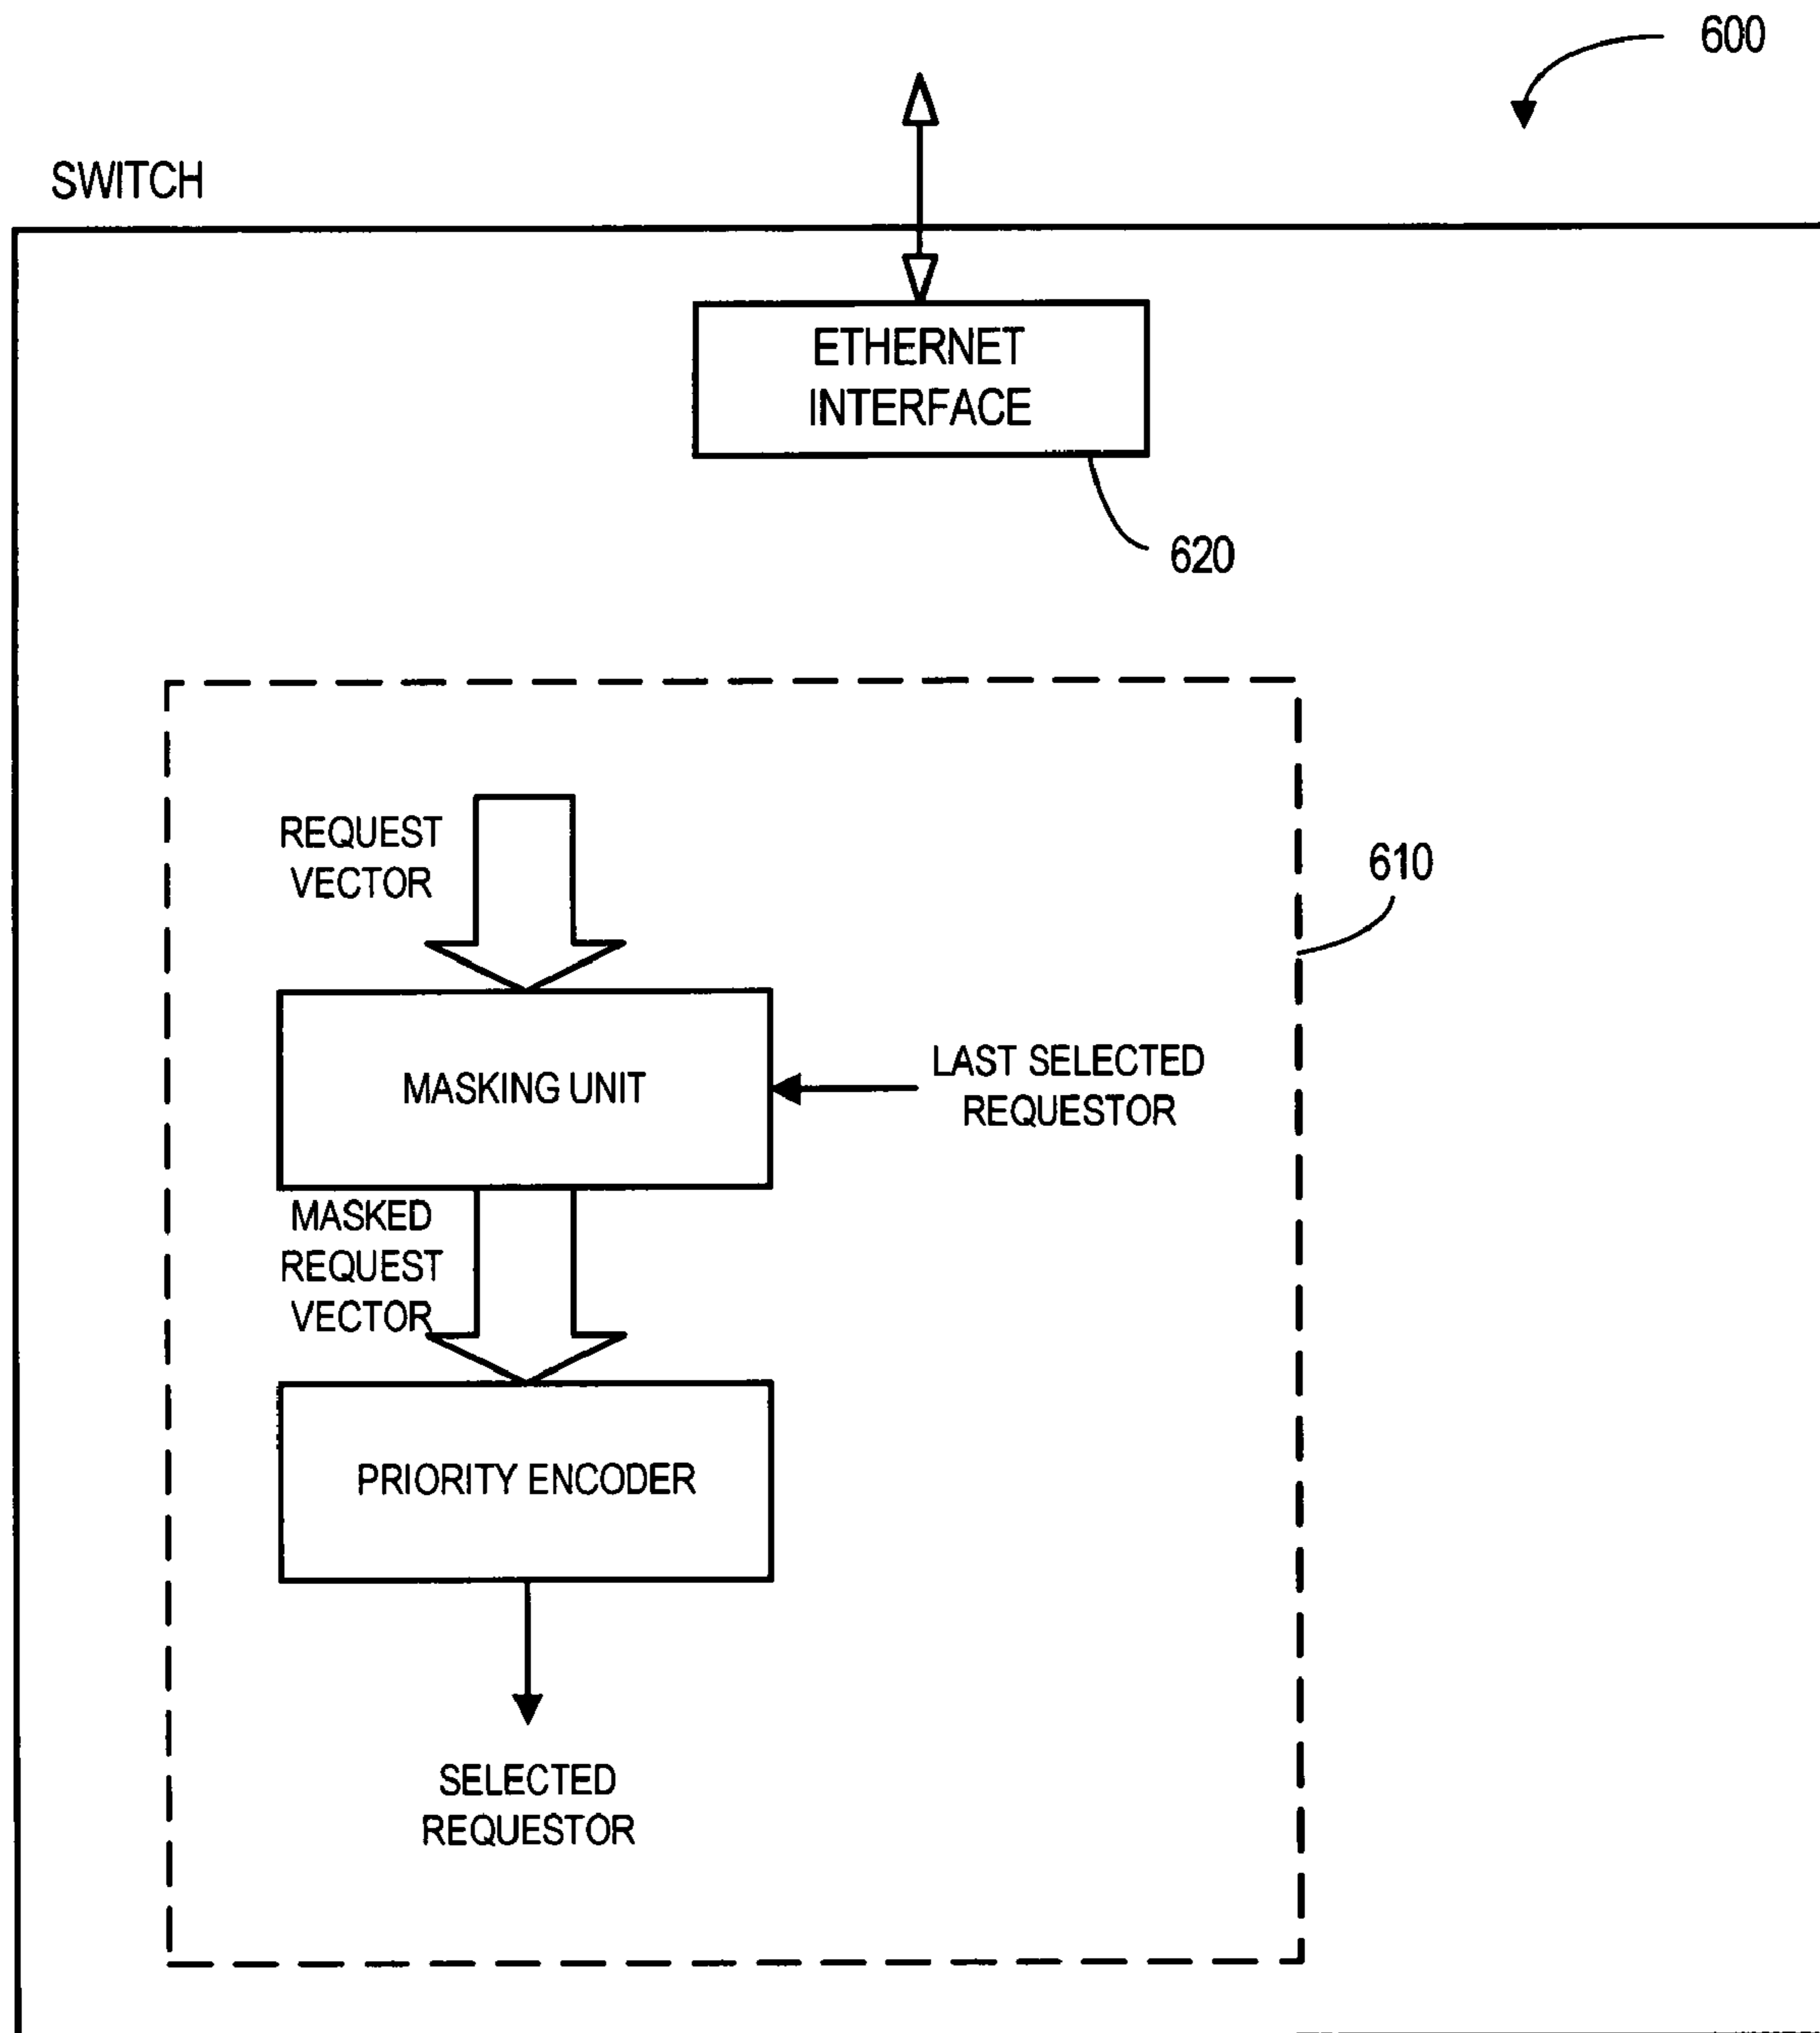 600
SWITCH
ETHERNET
INTERFACE
620
REQUEST
VECTOR
610
MASKING UNIT
LAST SELECTED
REQUESTOR
MASKED
REQUEST
VECTOR
PRIORITY ENCODER
SELECTED
REQUESTOR